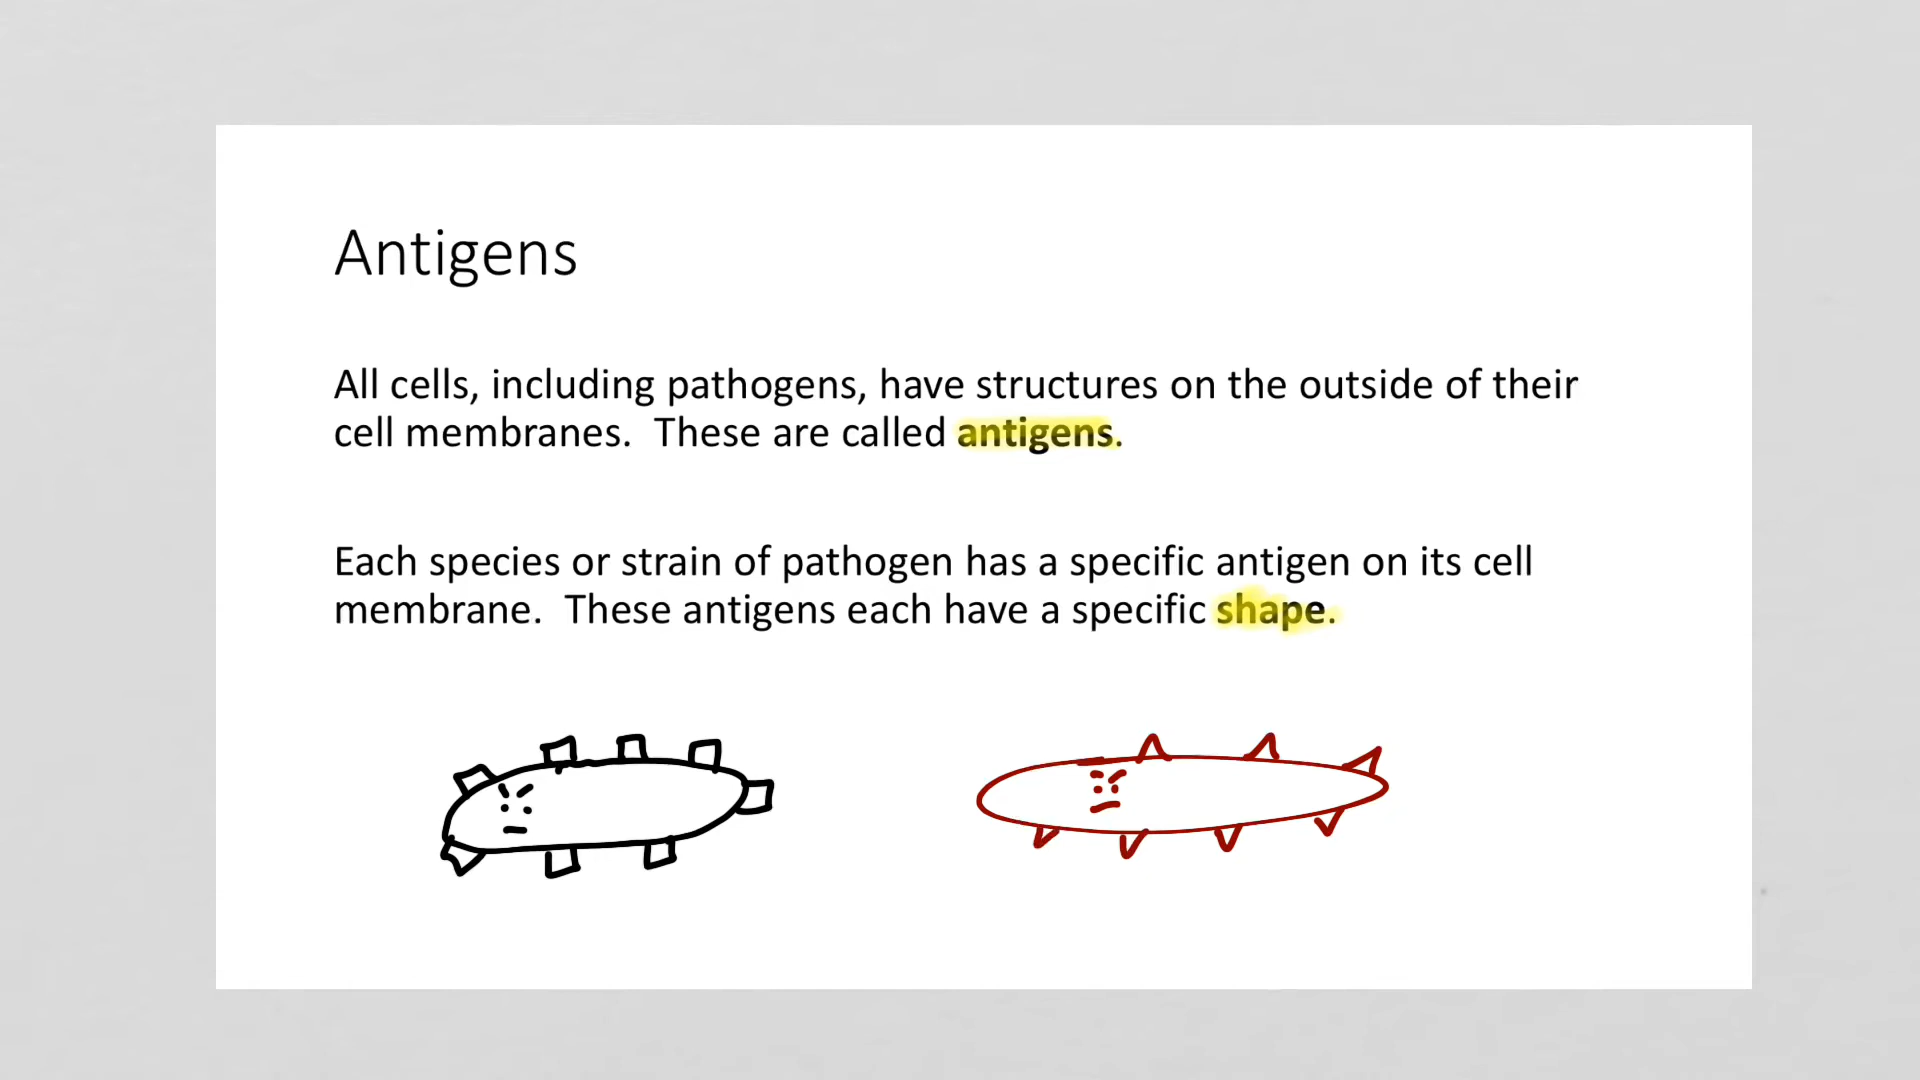 Antigens
All cells, including pathogens, have structures on the outside of their
cell membranes.  These are called antigens.
Each species or strain of pathogen has a specific antigen on its cell
membrane.  These antigens each have a specific shape.